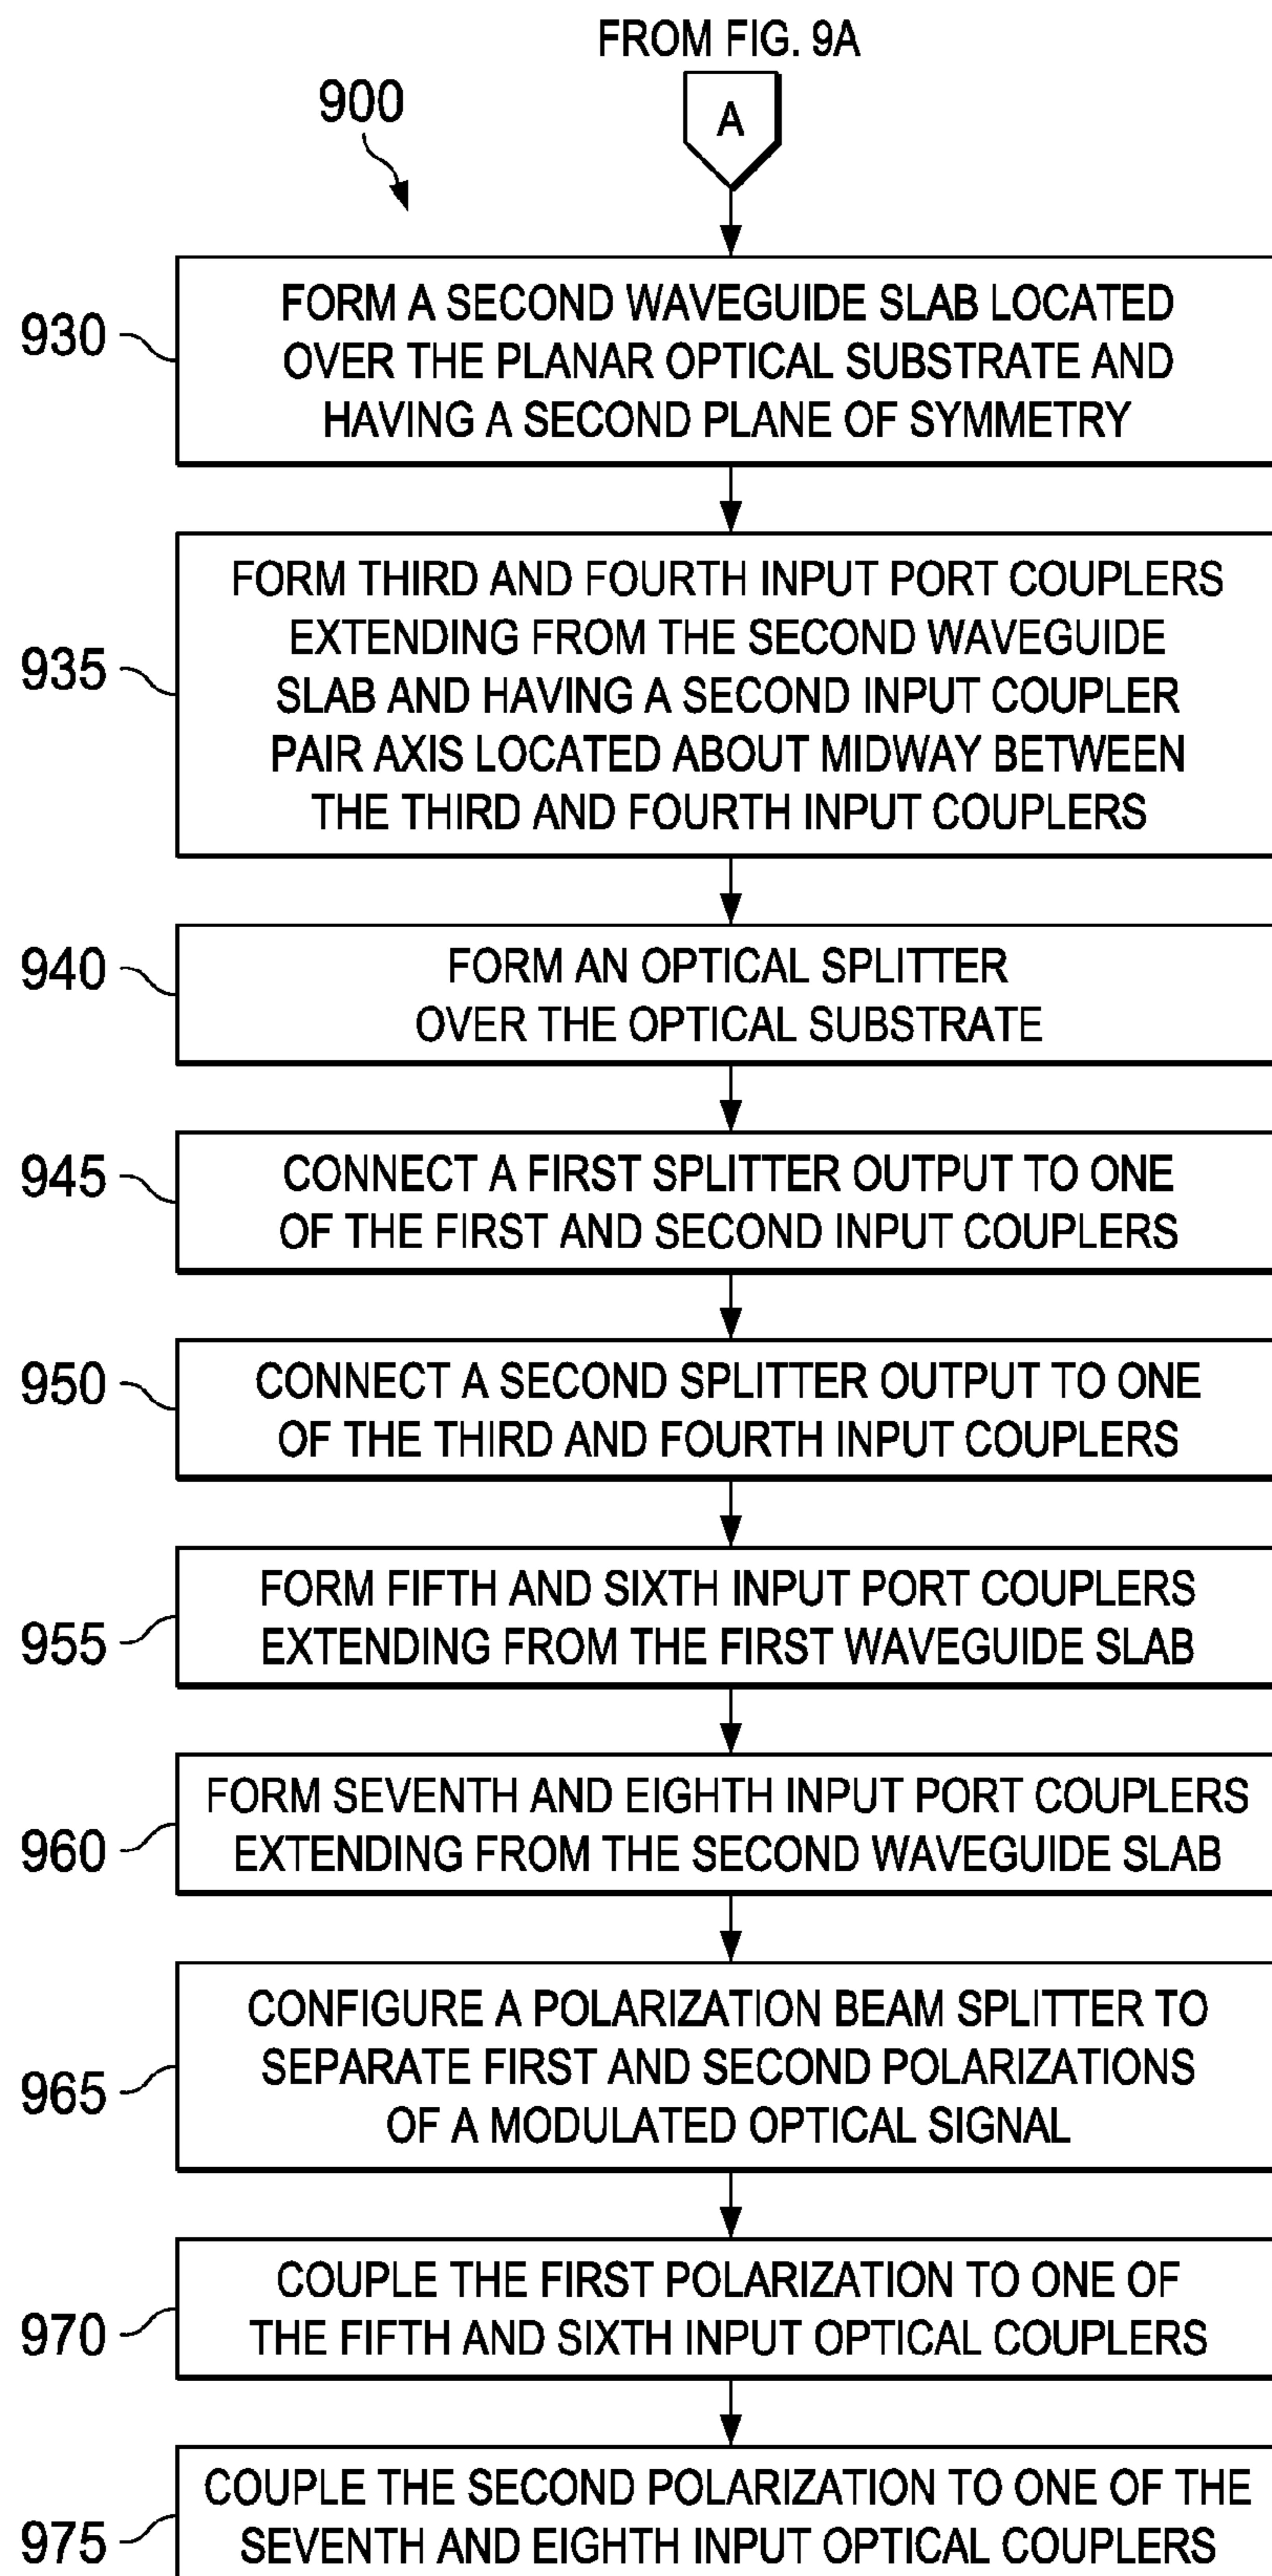 FROM FIG. 9A
900
A
930
FORM A SECOND WAVEGUIDE SLAB LOCATED
OVER THE PLANAR OPTICAL SUBSTRATE AND
HAVING A SECOND PLANE OF SYMMETRY
935
FORM THIRD AND FOURTH INPUT PORT COUPLERS
EXTENDING FROM THE SECOND WAVEGUIDE
SLAB AND HAVING A SECOND INPUT COUPLER
PAIR AXIS LOCATED ABOUT MIDWAY BETWEEN
THE THIRD AND FOURTH INPUT COUPLERS
940
FORM AN OPTICAL SPLITTER
OVER THE OPTICAL SUBSTRATE
945
CONNECT A FIRST SPLITTER OUTPUT TO ONE
OF THE FIRST AND SECOND INPUT COUPLERS
950
CONNECT A SECOND SPLITTER OUTPUT TO ONE
OF THE THIRD AND FOURTH INPUT COUPLERS
955
FORM FIFTH AND SIXTH INPUT PORT COUPLERS
EXTENDING FROM THE FIRST WAVEGUIDE SLAB
960
FORM SEVENTH AND EIGHTH INPUT PORT COUPLERS
EXTENDING FROM THE SECOND WAVEGUIDE SLAB
965
CONFIGURE A POLARIZATION BEAM SPLITTER TO
SEPARATE FIRST AND SECOND POLARIZATIONS
OF A MODULATED OPTICAL SIGNAL
970
COUPLE THE FIRST POLARIZATION TO ONE OF
THE FIFTH AND SIXTH INPUT OPTICAL COUPLERS
975
COUPLE THE SECOND POLARIZATION TO ONE OF THE
SEVENTH AND EIGHTH INPUT OPTICAL COUPLERS